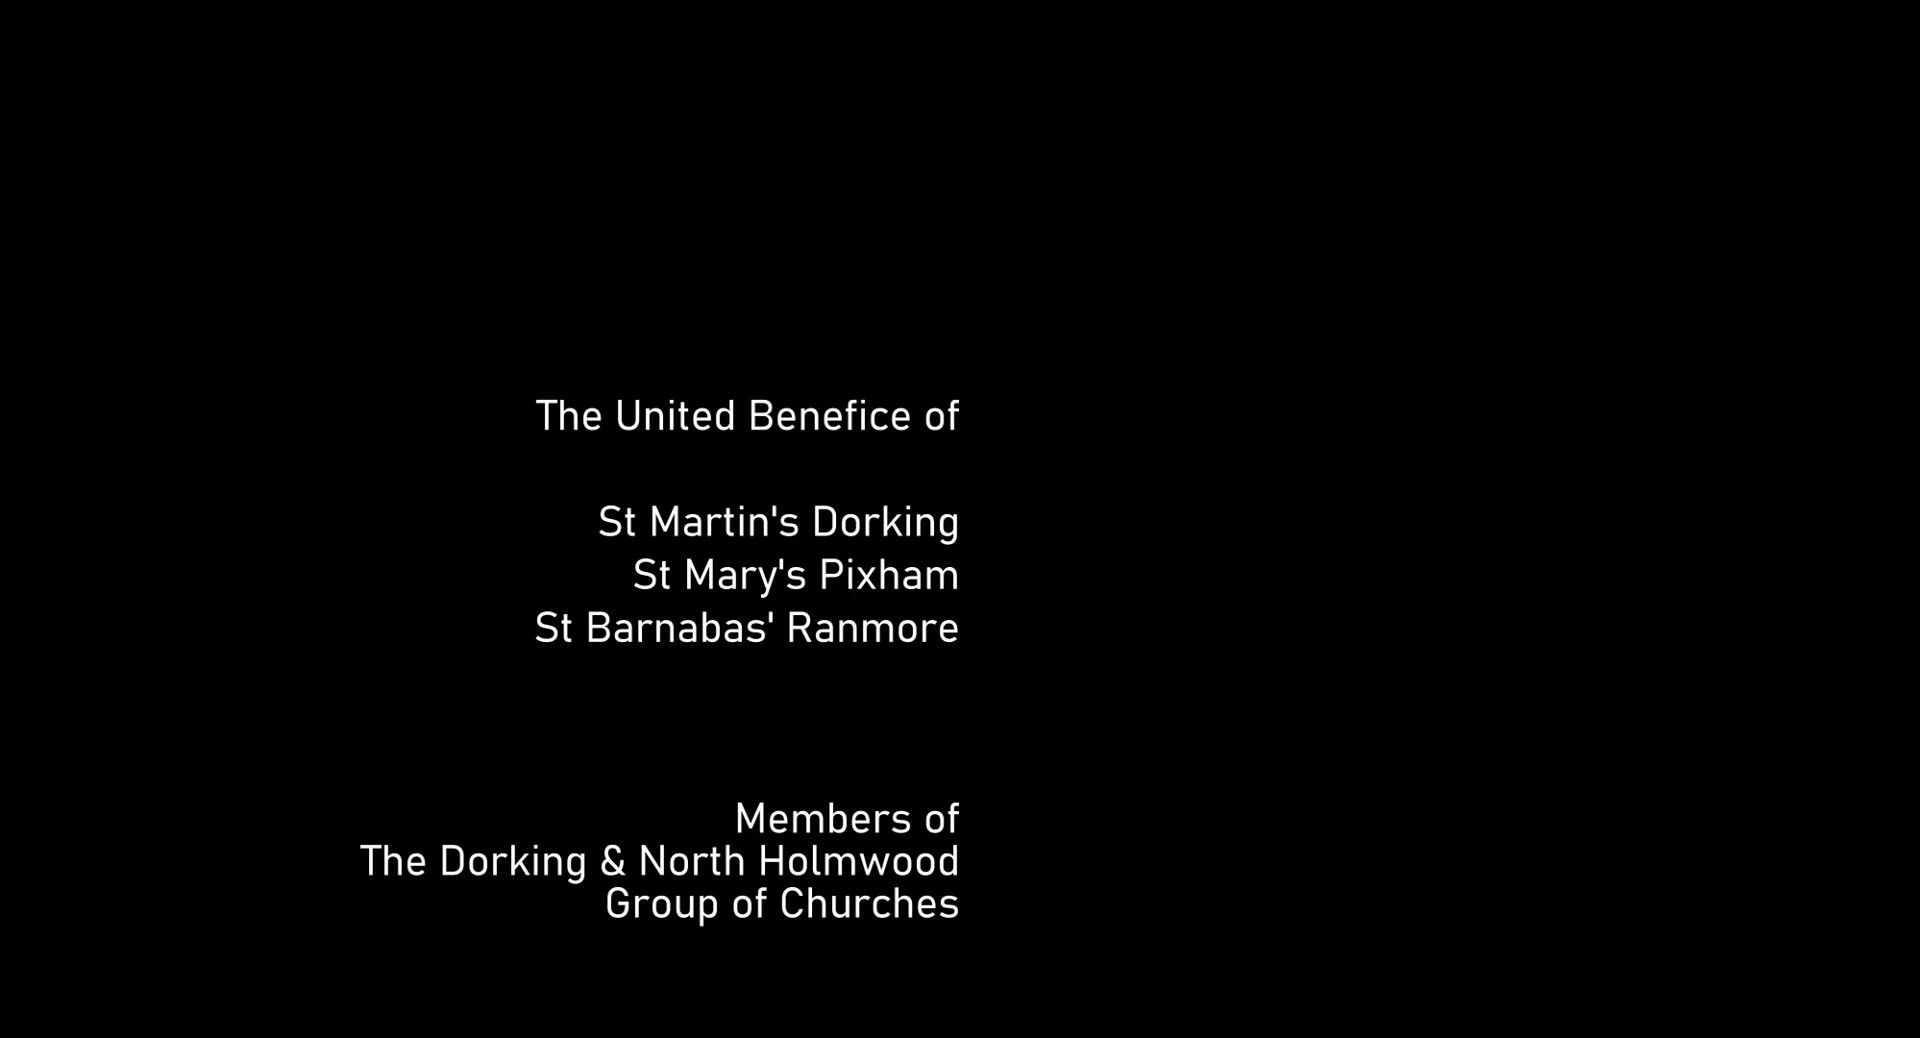 The United Benefice of
St Martin's Dorking
St Mary's Pixham
St Barnabas' Ranmore
Members of
The Dorking & North Holmwood
Group of Churches